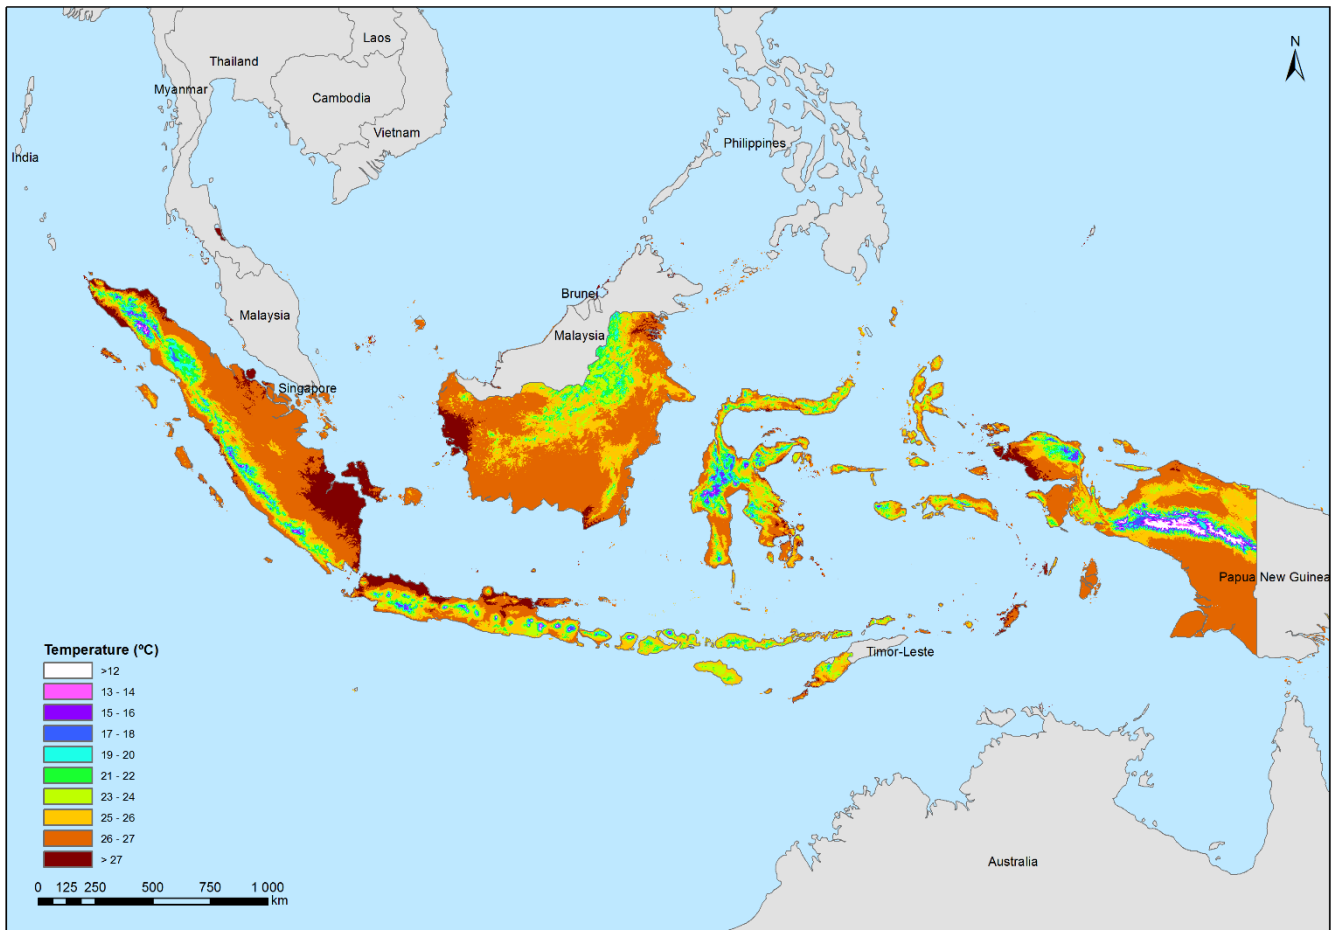 Laos
N
Thailand
Myanmar
Cambodia
Vietnam
Philippines
India
Brunei
Malaysia
Malaysia
Singapore
Papua New Guinea
Timor-Leste
Temperature (ºC)
>12
13 - 14
15 - 16
17 - 18
19 - 20
21 - 22
23 - 24
25 - 26
26 - 27
> 27
Australia
0 125 250 500 750 1 000
km